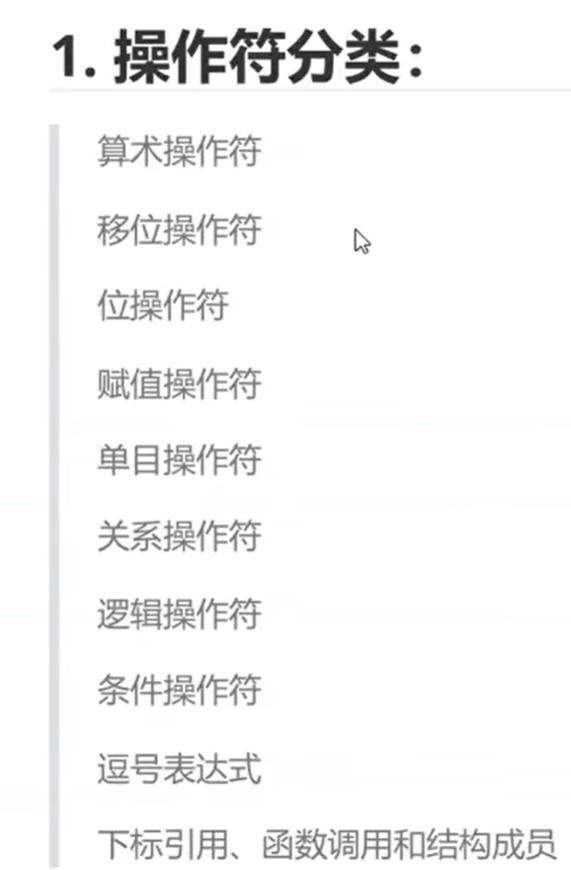 1. 操作符分类：
算术操作符
移位操作符
位操作符
赋值操作符
单目操作符
关系操作符
逻辑操作符
条件操作符
逗号表达式
下标引用、函数调用和结构成员